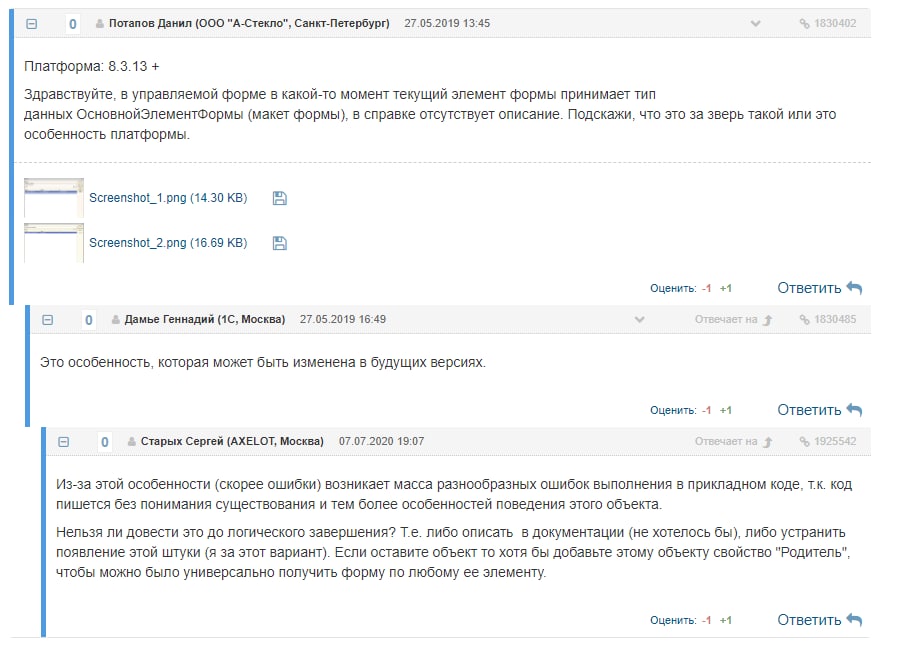 0 Потапов Данил (ООО "А-Стекло", Санкт-Петербург) 27.05.2019 13:45 1830402
Платформа: 8.3.13 +
Здравствуйте, в управляемой форме в какой-то момент текущий элемент формы принимает тип
данных ОсновнойЭлементФормы (макет формы), в справке отсутствует описание. Подскажи, что это за зверь такой или это
особенность платформы.
Screenshot_1.png (14.30 KB)
Screenshot_2.png (16.69 KB)
Оценить: -1 +1 Ответить
0 Дамье Геннадий (1С, Москва) 27.05.2019 16:49 Отвечает на 1830485
Это особенность, которая может быть изменена в будущих версиях.
Оценить: -1 +1 Ответить
0 Старых Сергей (AXELOT, Москва) 07.07.2020 19:07 Отвечает на 1925542
Из-за этой особенности (скорее ошибки) возникает масса разнообразных ошибок выполнения в прикладном коде, т.к. код
пишется без понимания существования и тем более особенностей поведения этого объекта.
Нельзя ли довести это до логического завершения? Т.е. либо описать в документации (не хотелось бы), либо устранить
появление этой штуки (я за этот вариант). Если оставите объект то хотя бы добавьте этому объекту свойство "Родитель",
чтобы можно было универсально получить форму по любому ее элементу.
Оценить: -1 +1 Ответить